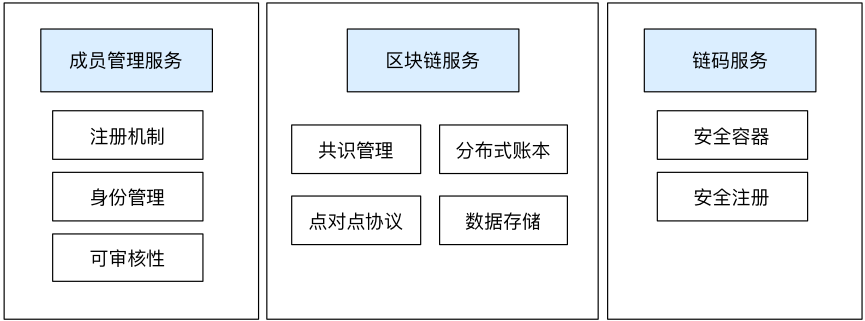 成员管理服务
注册机制
身份管理
可审核性
区块链服务
共识管理
分布式账本
点对点协议
数据存储
链码服务
安全容器
安全注册